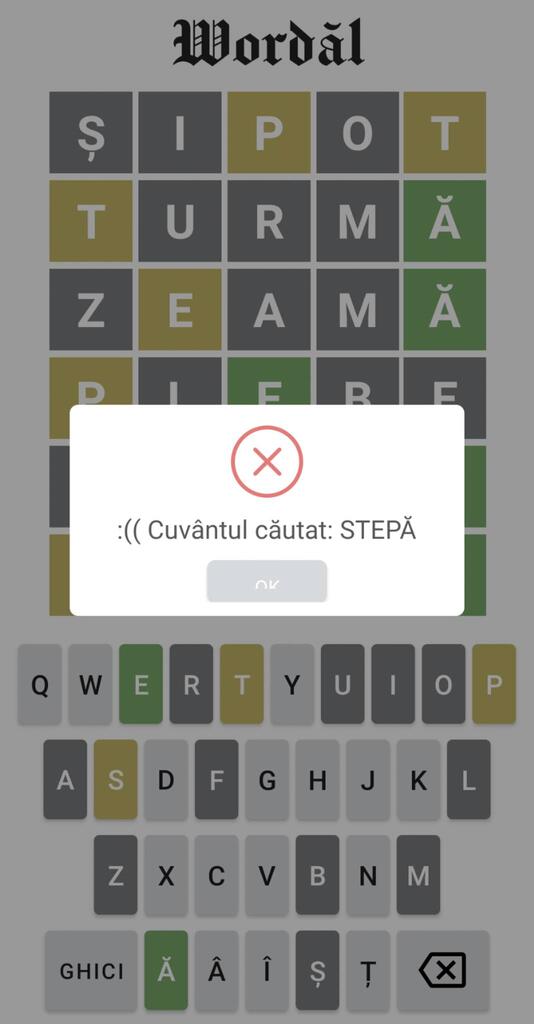 Wordăl
Ș I P O T
T U R M Ă
Z E A M Ă
P L E B E
:(( Cuvântul căutat: STEPĂ
OK
Q W E R T Y U I O P
A S D F G H J K L
Z X C V B N M
GHICI Ă Â Î Ș Ț